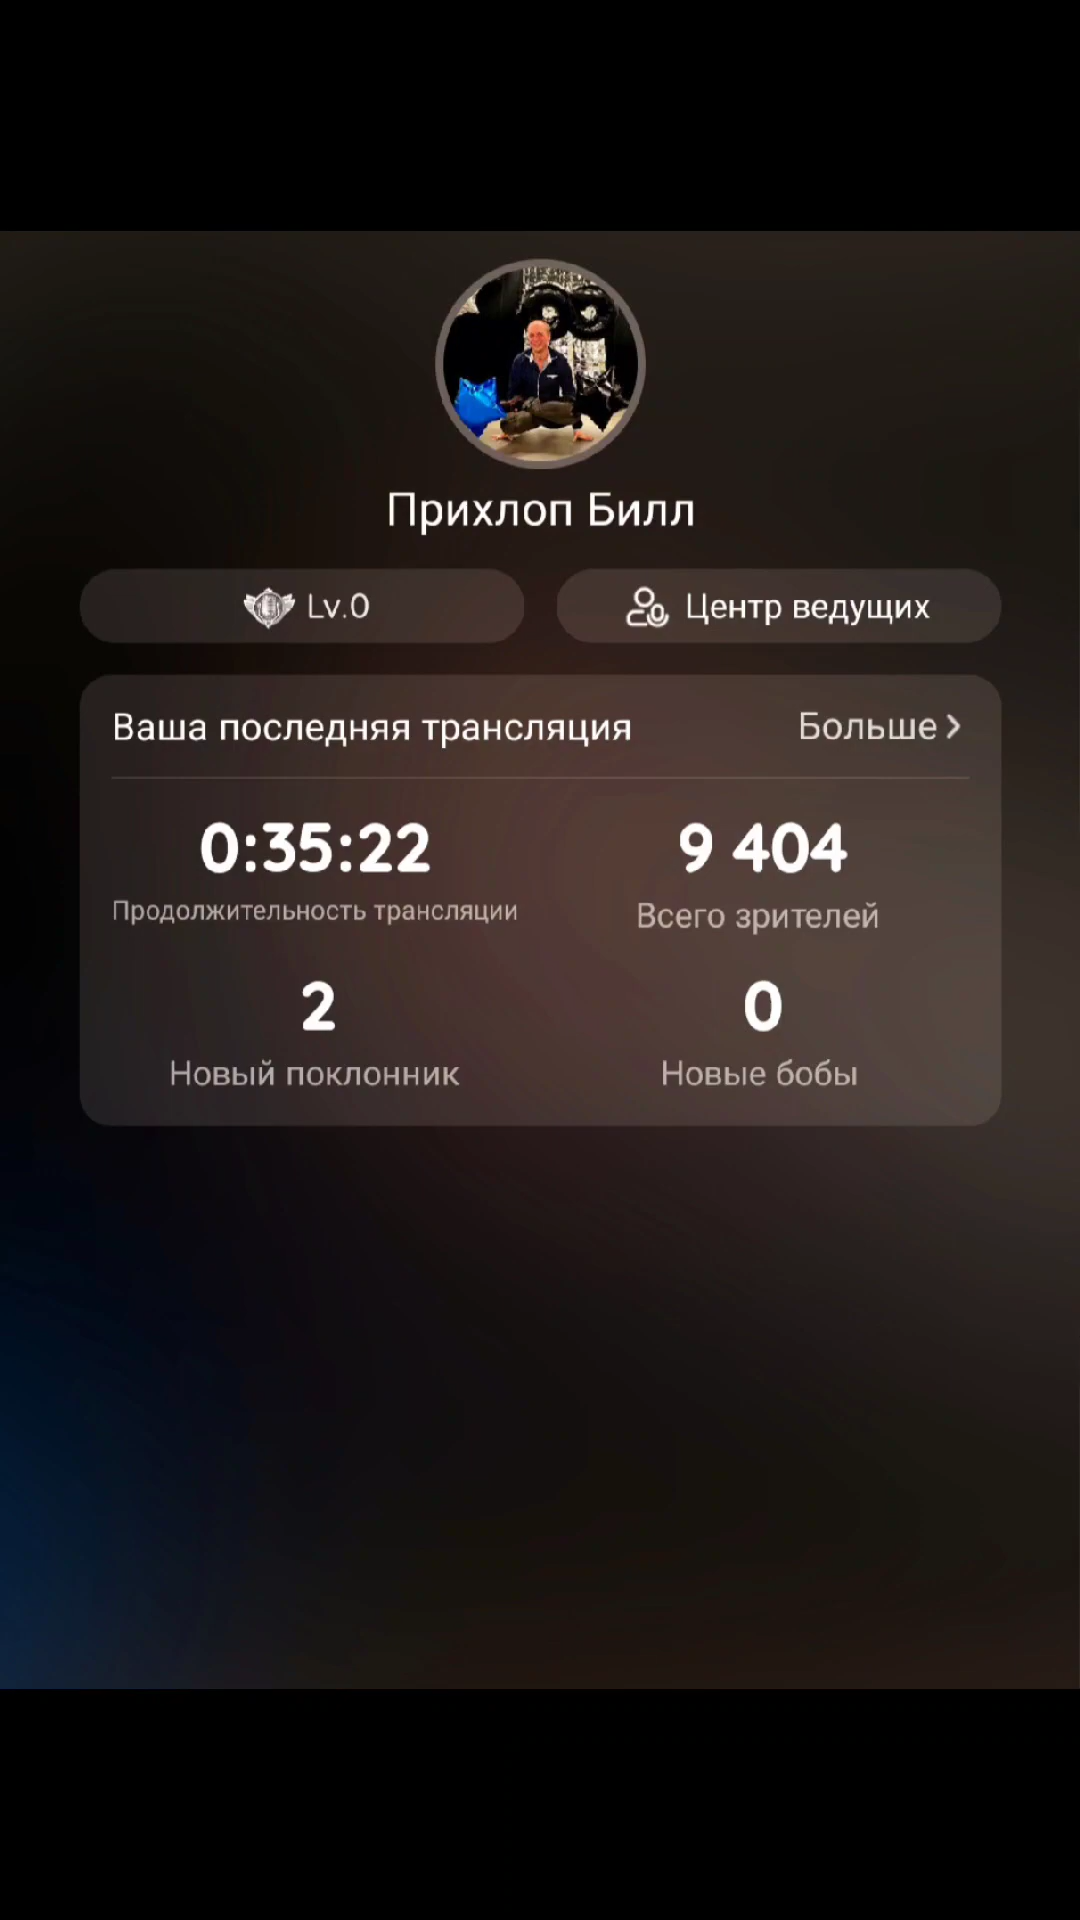 Прихлоп Билл
Lv.0
Центр ведущих
Ваша последняя трансляция
Больше
0:35:22
9 404
Продолжительность трансляции
Всего зрителей
2
0
Новый поклонник
Новые бобы